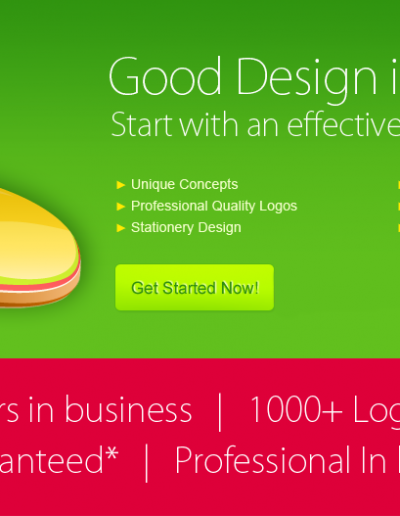 Good Design i
Start with an effective
► Unique Concepts
► Professional Quality Logos
► Stationery Design
Get Started Now!
rs in business | 1000+ Log
anteed* | Professional In